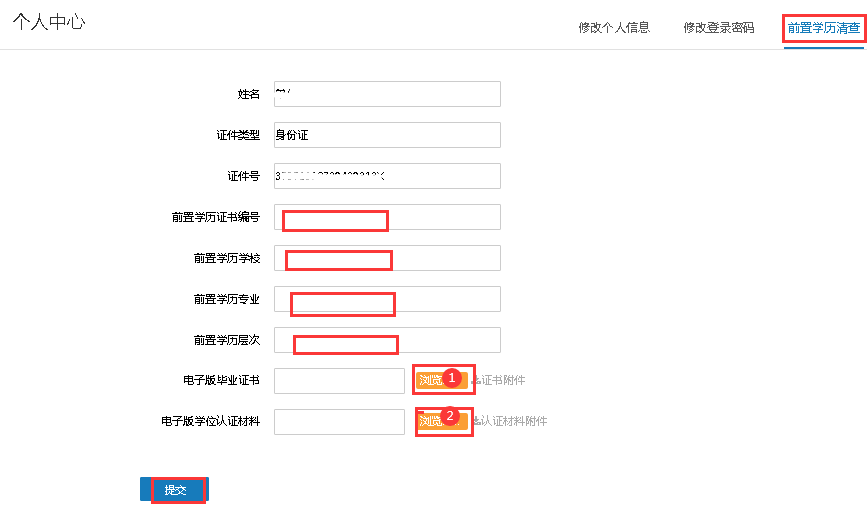 个人中心
修改个人信息 修改登录密码 前置学历清查
姓名
证件类型 身份证
证件号
前置学历证书编号
前置学历学校
前置学历专业
前置学历层次
电子版毕业证书 浏览 1 证书附件
电子版学位认证材料 浏览 2 认证材料附件
提交